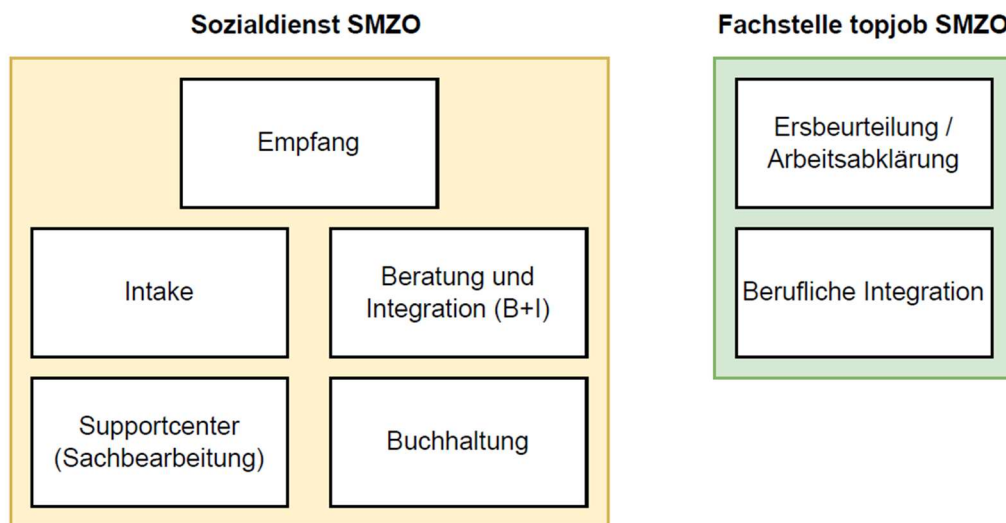 Sozialdienst SMZO
Fachstelle topjob SMZO
Empfang
Ersbeurteilung /
Arbeitsabklärung
Intake
Beratung und
Integration (B+I)
Berufliche Integration
Supportcenter
(Sachbearbeitung)
Buchhaltung